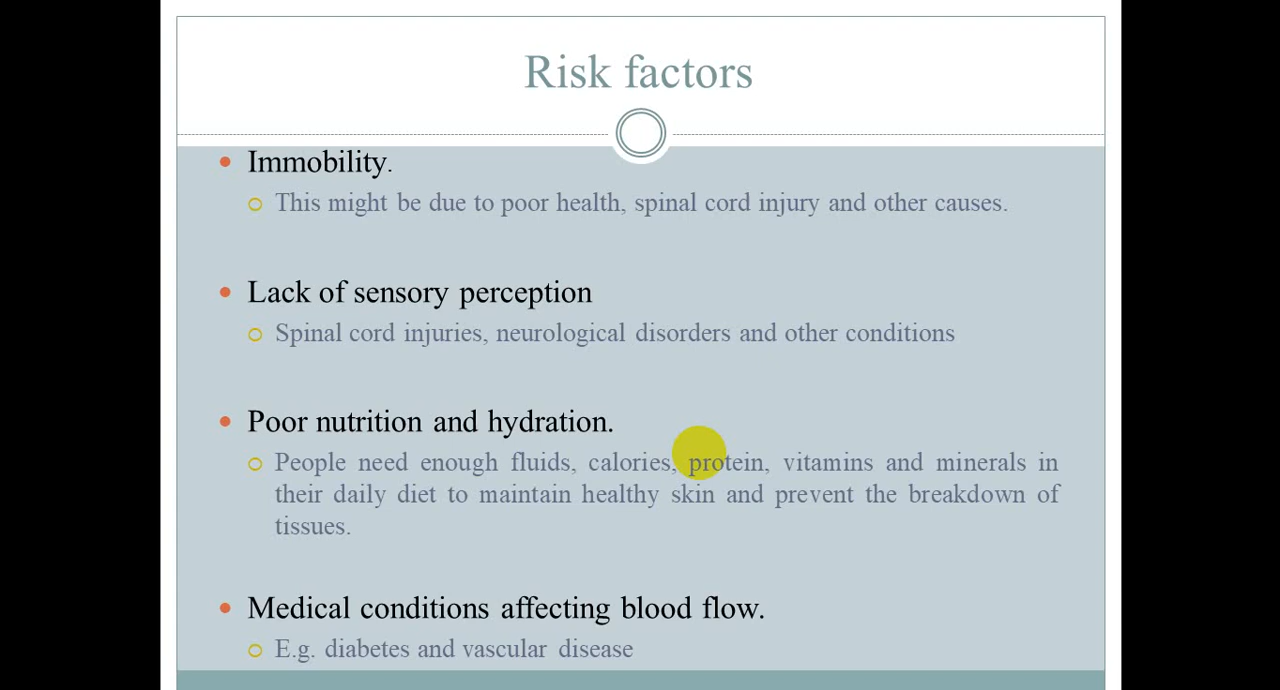 Risk factors
Immobility.
This might be due to poor health, spinal cord injury and other causes.
Lack of sensory perception
Spinal cord injuries, neurological disorders and other conditions
Poor nutrition and hydration.
People need enough fluids, calories, protein, vitamins and minerals in
their daily diet to maintain healthy skin and prevent the breakdown of
tissues.
Medical conditions affecting blood flow.
E.g. diabetes and vascular disease